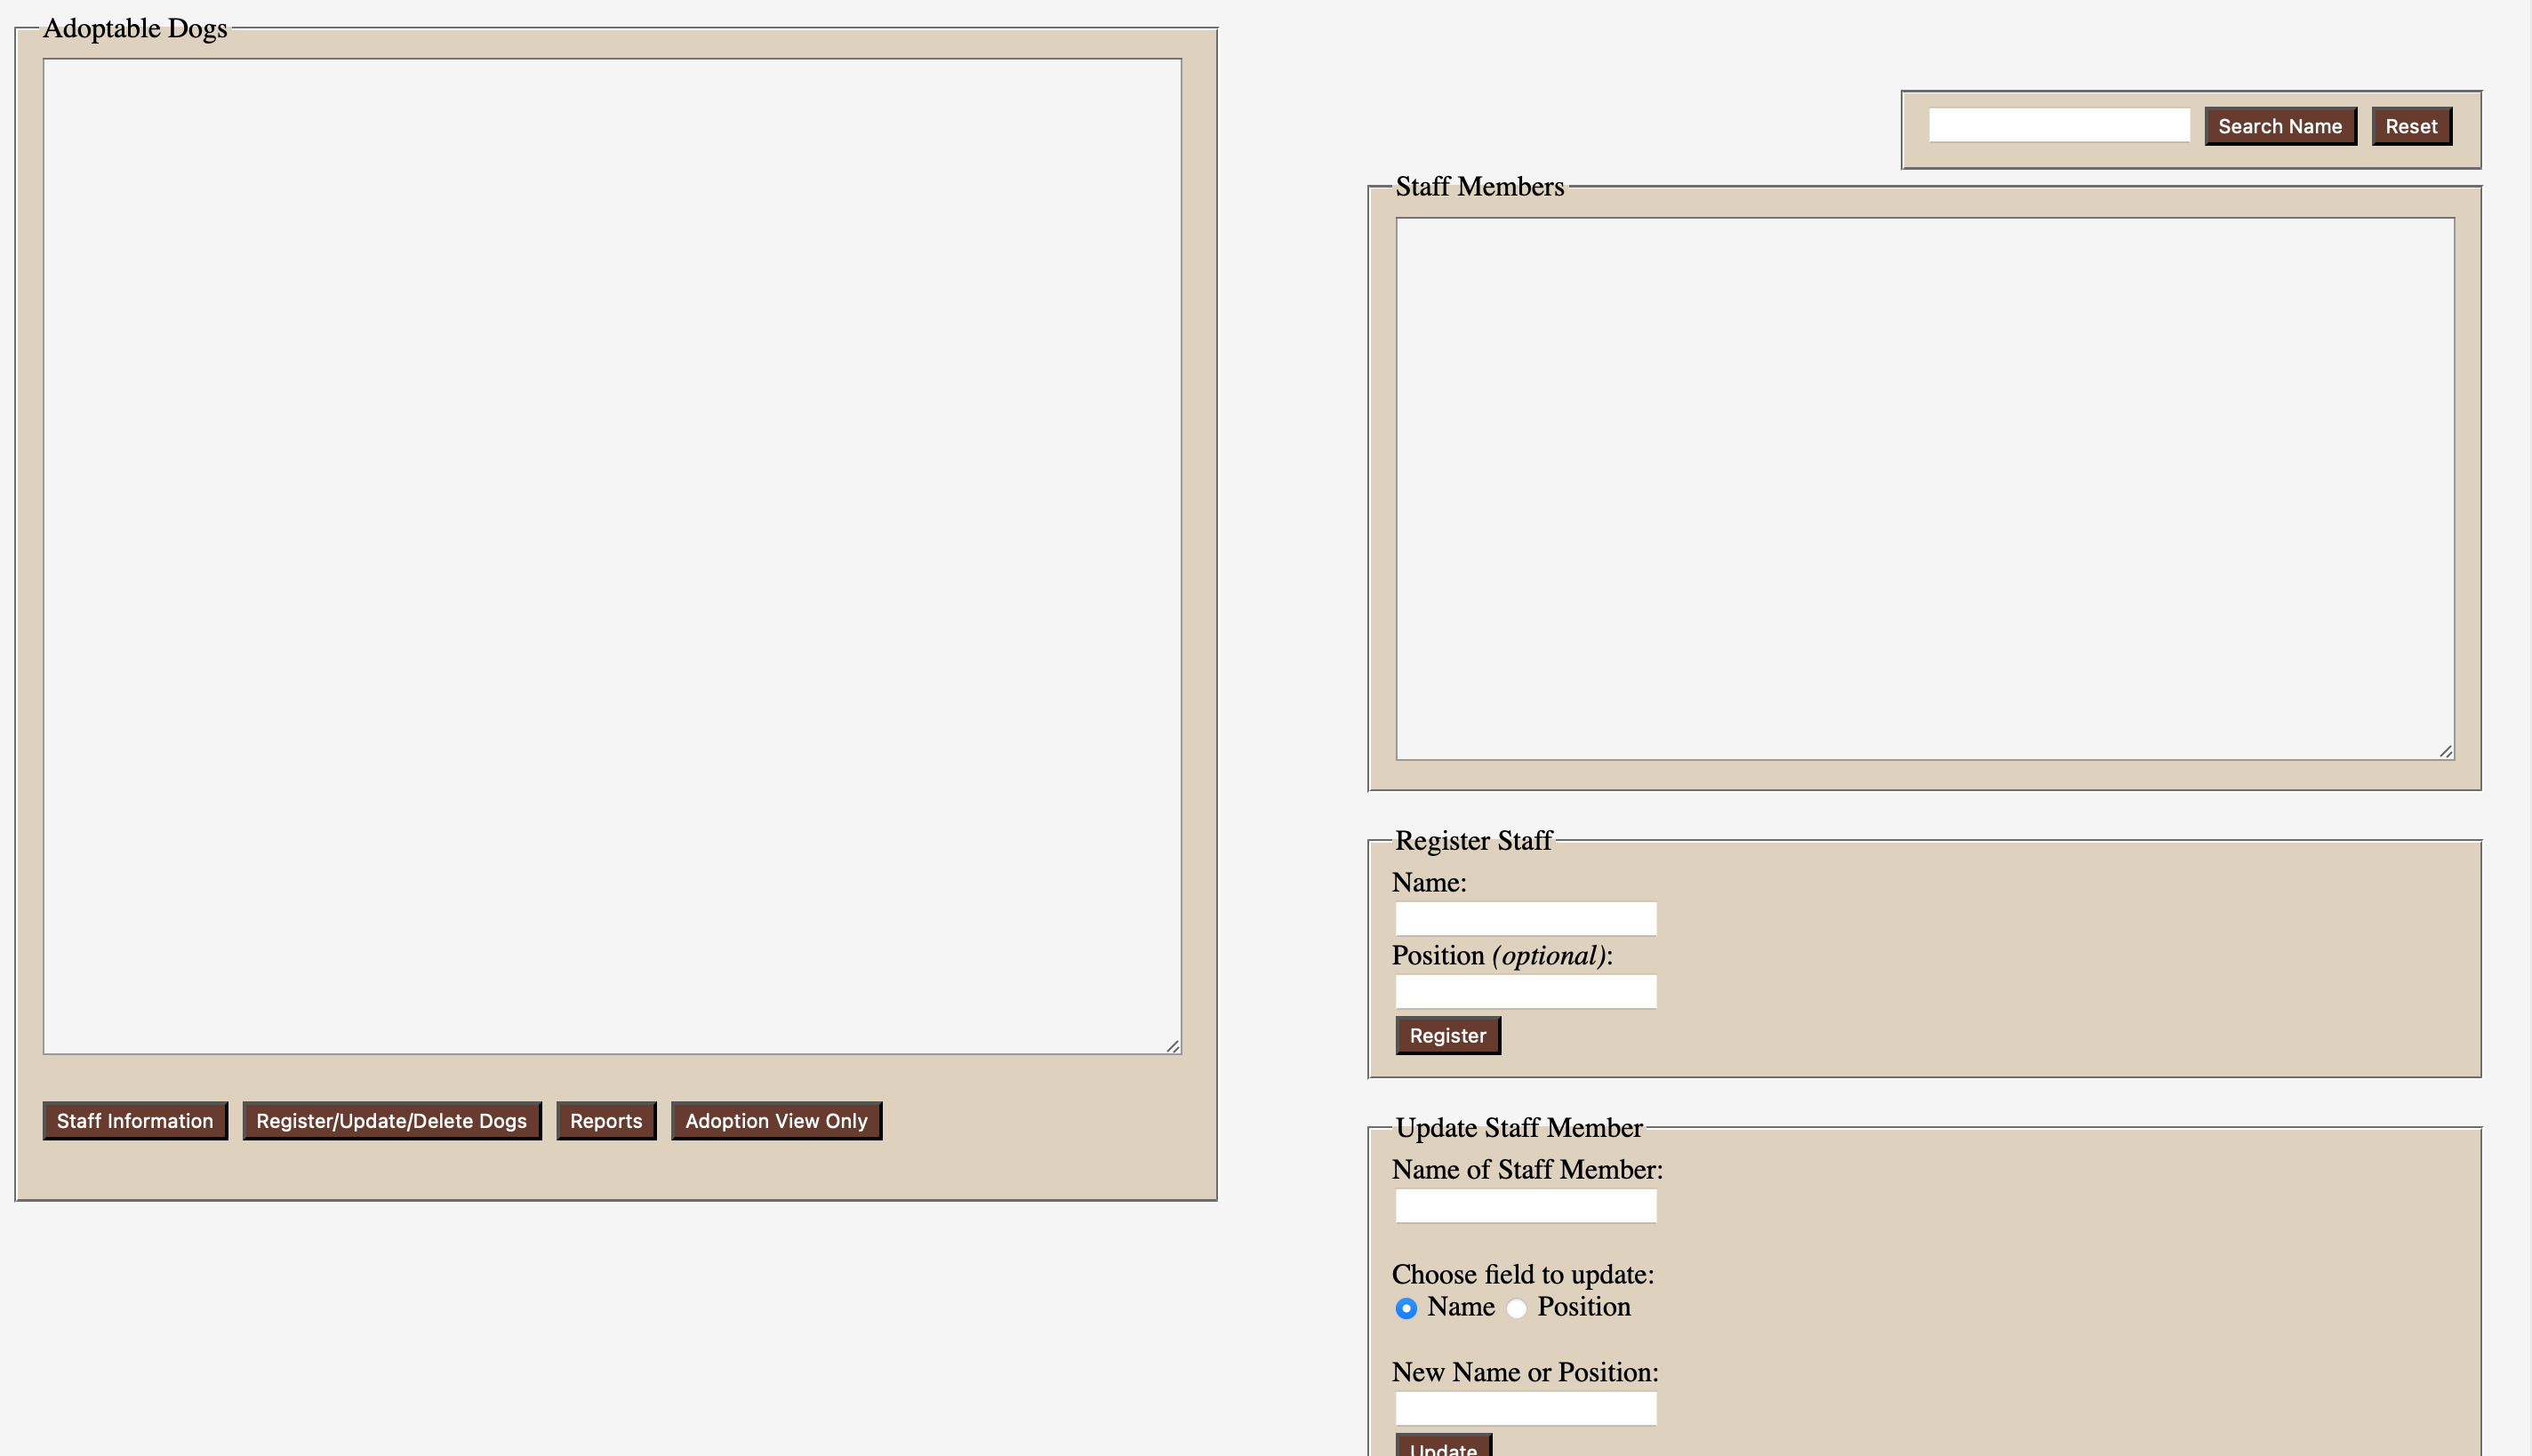 Adoptable Dogs
Staff Information Register/Update/Delete Dogs Reports Adoption View Only
Search Name Reset
Staff Members
Register Staff
Name:
Position (optional):
Register
Update Staff Member
Name of Staff Member:
Choose field to update:
Name Position
New Name or Position:
Update